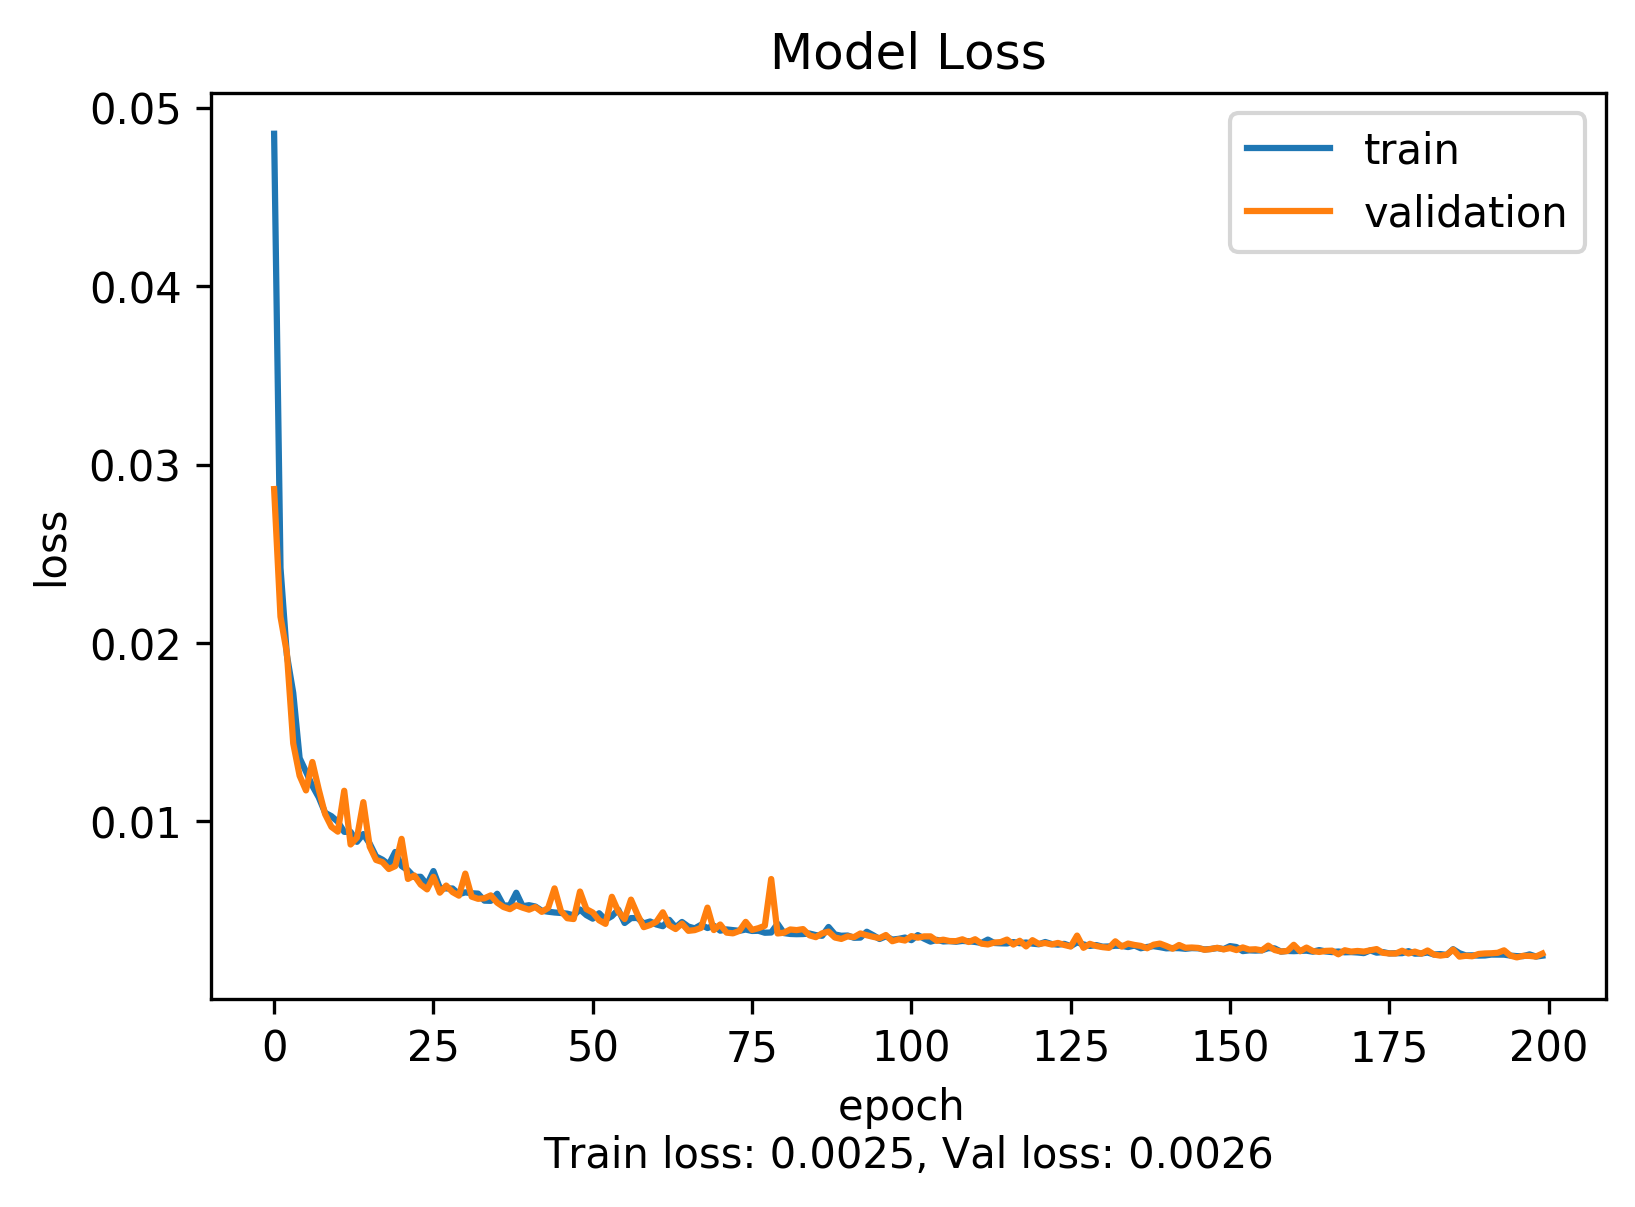 Model Loss
0.05
0.04
0.03
0.02
0.01
loss
train
validation
0 25 50 75 100 125 150 175 200
epoch
Train loss: 0.0025, Val loss: 0.0026